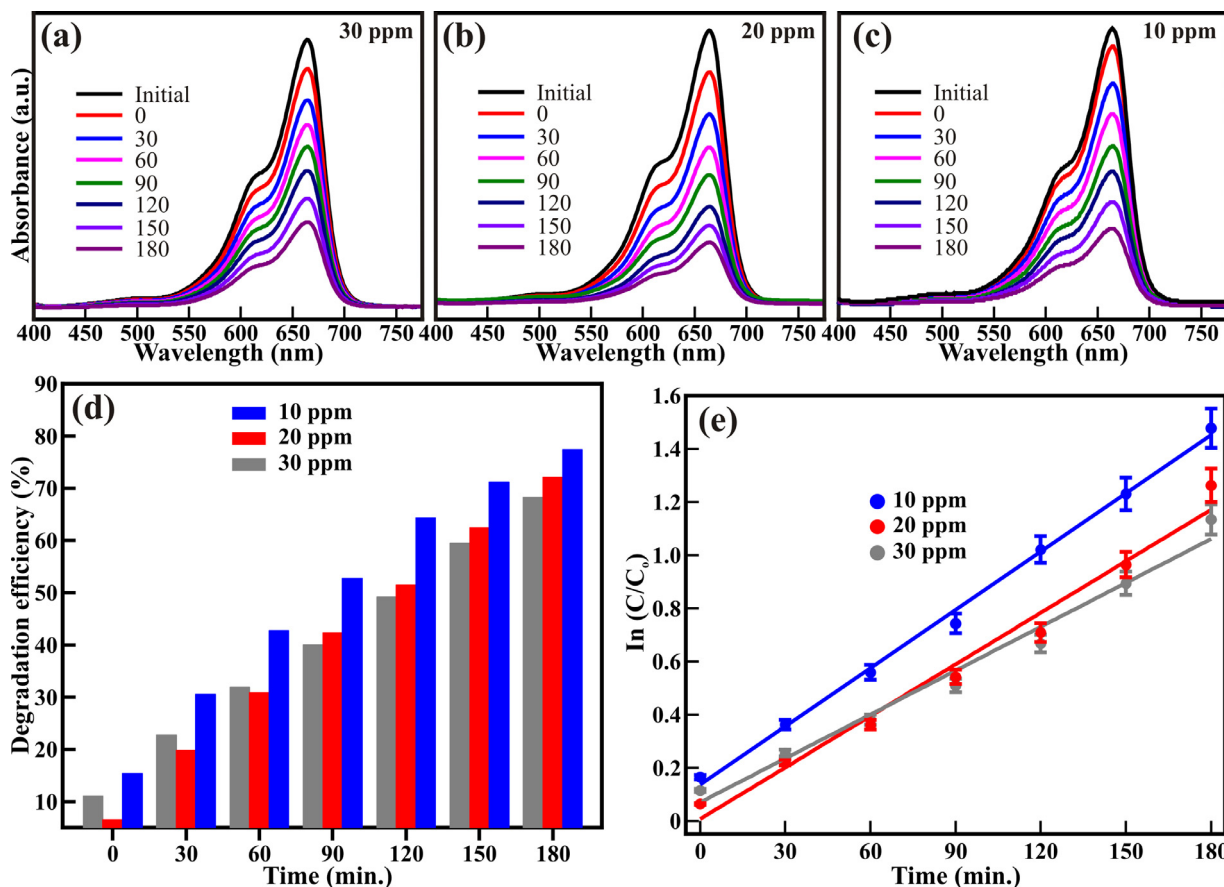 (a)
30 ppm
Initial
0
30
60
90
120
150
180
Absorbance (a.u.)
400 450 500 550 600 650 700 750
Wavelength (nm)
(b)
20 ppm
Initial
0
30
60
90
120
150
180
400 450 500 550 600 650 700 750
Wavelength (nm)
(c)
10 ppm
Initial
0
30
60
90
120
150
180
400 450 500 550 600 650 700 750
Wavelength (nm)
(d)
10 ppm
20 ppm
30 ppm
Degradation efficiency (%)
90
80
70
60
50
40
30
20
10
0 30 60 90 120 150 180
Time (min.)
(e)
10 ppm
20 ppm
30 ppm
In (C/Co)
1.6
1.4
1.2
1.0
0.8
0.6
0.4
0.2
0
0 30 60 90 120 150 180
Time (min.)